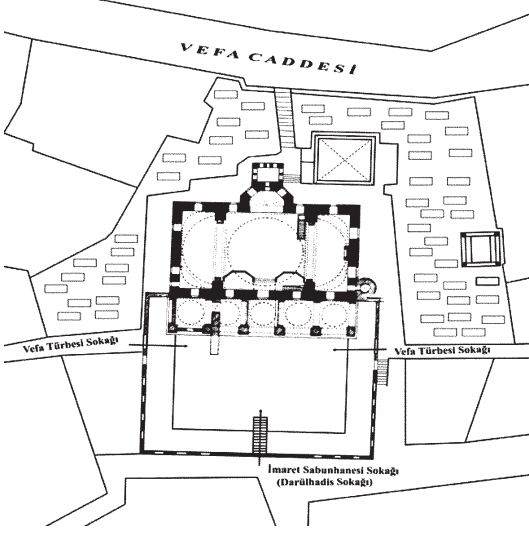 VEFA CADDESİ
Vefa Türbesi Sokağı
Vefa Türbesi Sokağı
İmaret Sabunhanesi Sokağı
(Darülhadis Sokağı)